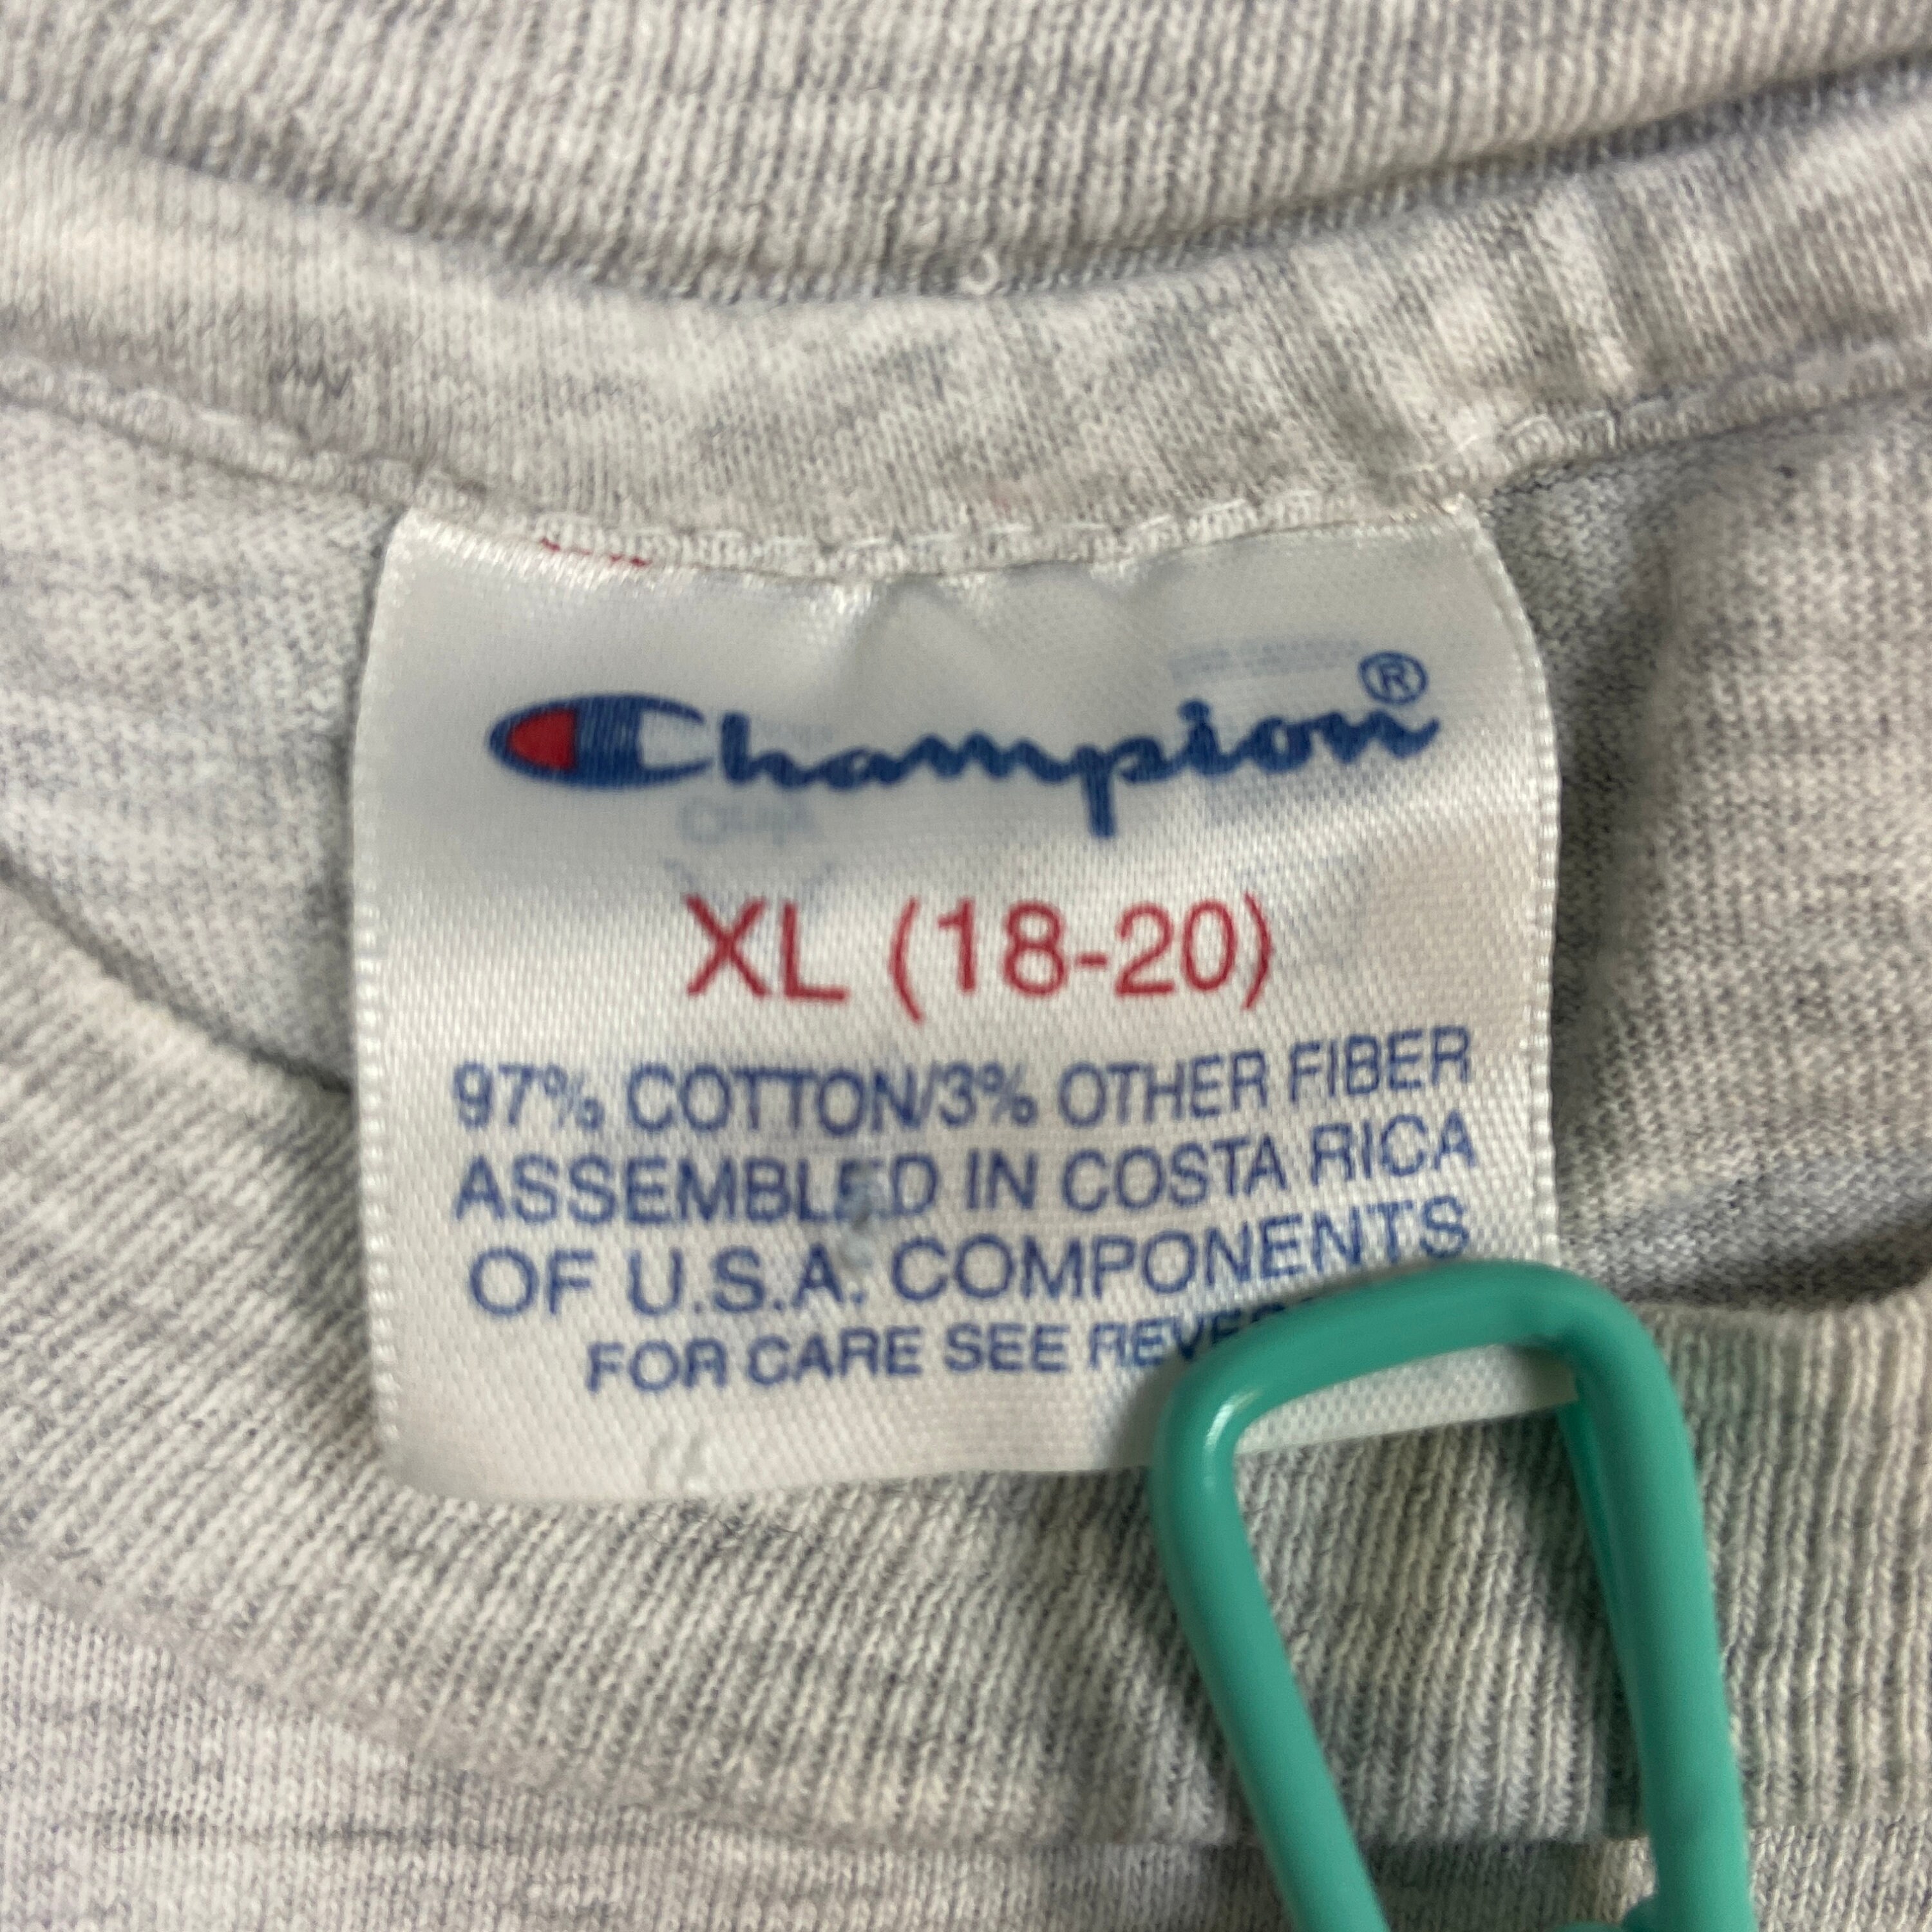 Champion®
XL (18-20)
97% COTTON/3% OTHER FIBER
ASSEMBLED IN COSTA RICA
OF U.S.A. COMPONENTS
FOR CARE SEE